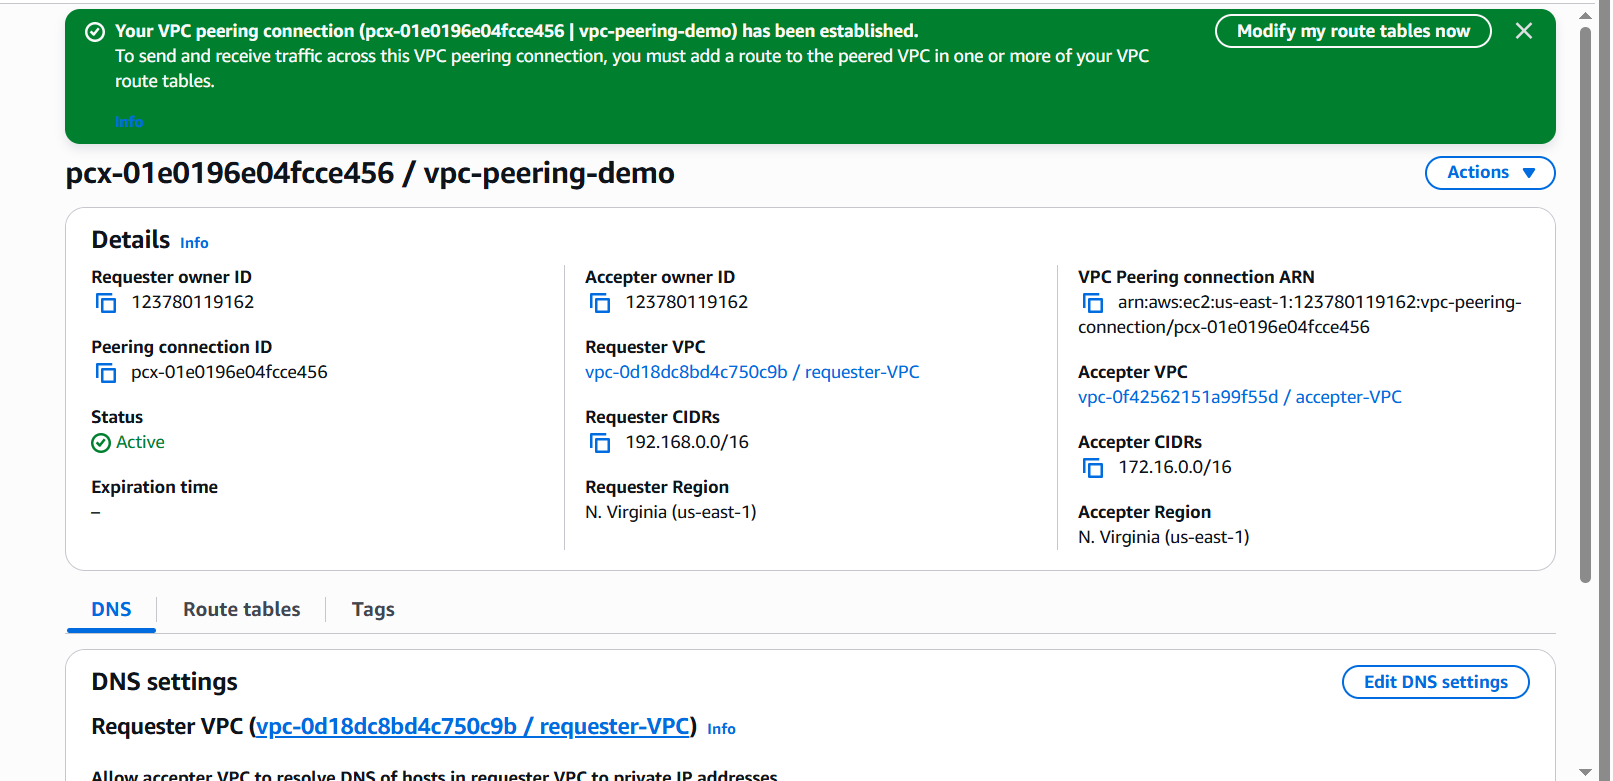 Your VPC peering connection (pcx-01e0196e04fcce456 | vpc-peering-demo) has been established.
To send and receive traffic across this VPC peering connection, you must add a route to the peered VPC in one or more of your VPC
route tables.
Info
Modify my route tables now
pcx-01e0196e04fcce456 / vpc-peering-demo
Actions
Details Info
Requester owner ID
123780119162
Peering connection ID
pcx-01e0196e04fcce456
Status
Active
Expiration time
–
Accepter owner ID
123780119162
Requester VPC
vpc-0d18dc8bd4c750c9b / requester-VPC
Requester CIDRs
192.168.0.0/16
Requester Region
N. Virginia (us-east-1)
VPC Peering connection ARN
arn:aws:ec2:us-east-1:123780119162:vpc-peering-
connection/pcx-01e0196e04fcce456
Accepter VPC
vpc-0f42562151a99f55d / accepter-VPC
Accepter CIDRs
172.16.0.0/16
Accepter Region
N. Virginia (us-east-1)
DNS
Route tables
Tags
DNS settings
Edit DNS settings
Requester VPC (vpc-0d18dc8bd4c750c9b / requester-VPC) Info
Allow accepter VPC to resolve DNS of hosts in requester VPC to private IP addresses